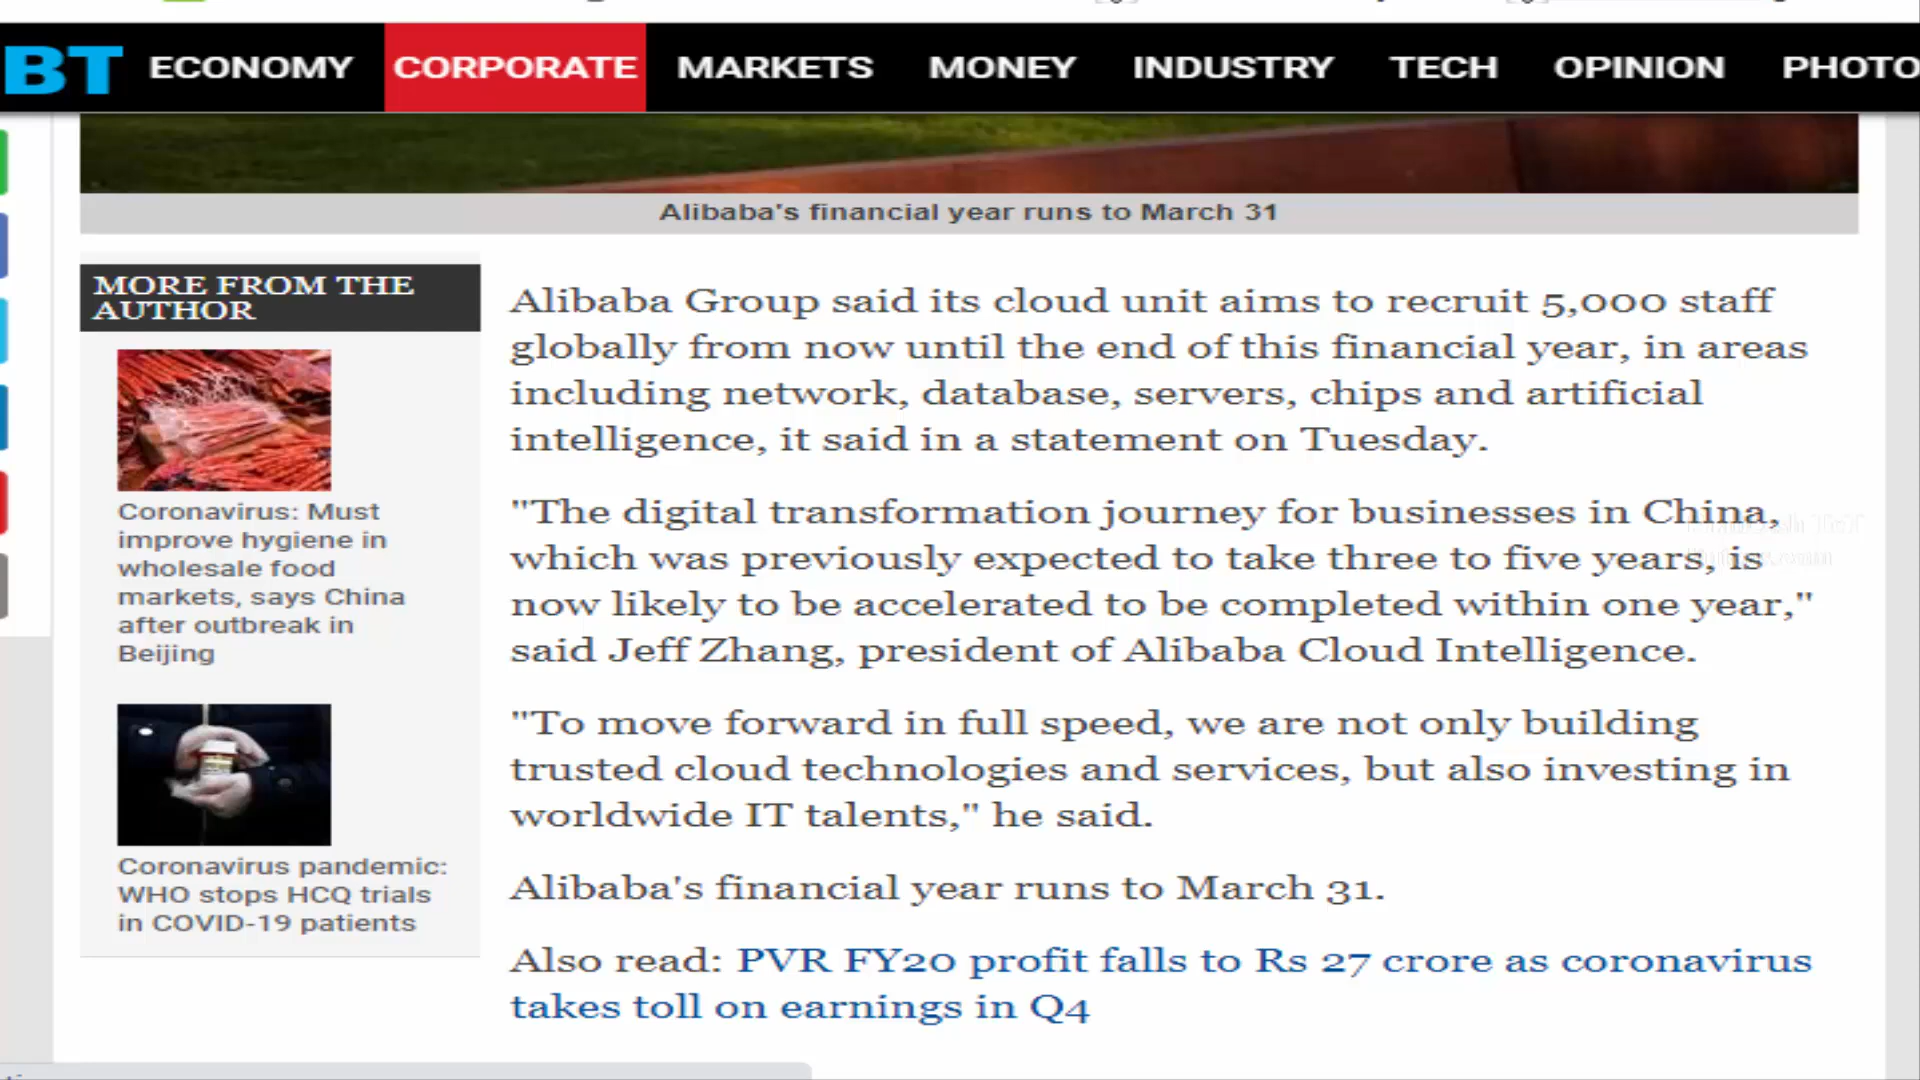 BT ECONOMY CORPORATE MARKETS MONEY INDUSTRY TECH OPINION PHOTO
Alibaba's financial year runs to March 31
MORE FROM THE
AUTHOR
Coronavirus: Must
improve hygiene in
wholesale food
markets, says China
after outbreak in
Beijing
Coronavirus pandemic:
WHO stops HCQ trials
in COVID-19 patients
Alibaba Group said its cloud unit aims to recruit 5,000 staff
globally from now until the end of this financial year, in areas
including network, database, servers, chips and artificial
intelligence, it said in a statement on Tuesday.
"The digital transformation journey for businesses in China,
which was previously expected to take three to five years, is
now likely to be accelerated to be completed within one year,"
said Jeff Zhang, president of Alibaba Cloud Intelligence.
"To move forward in full speed, we are not only building
trusted cloud technologies and services, but also investing in
worldwide IT talents," he said.
Alibaba's financial year runs to March 31.
Also read: PVR FY20 profit falls to Rs 27 crore as coronavirus
takes toll on earnings in Q4